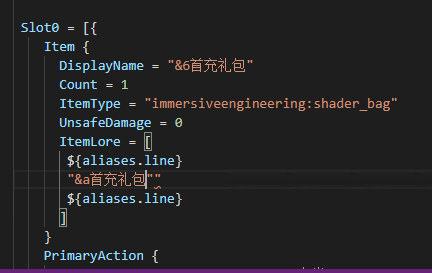 Slot0 = [{
Item {
DisplayName = "&6首充礼包"
Count = 1
ItemType = "immersiveengineering:shader_bag"
UnsafeDamage = 0
ItemLore = [
${aliases.line}
"&a首充礼包""
${aliases.line}
]
}
PrimaryAction {